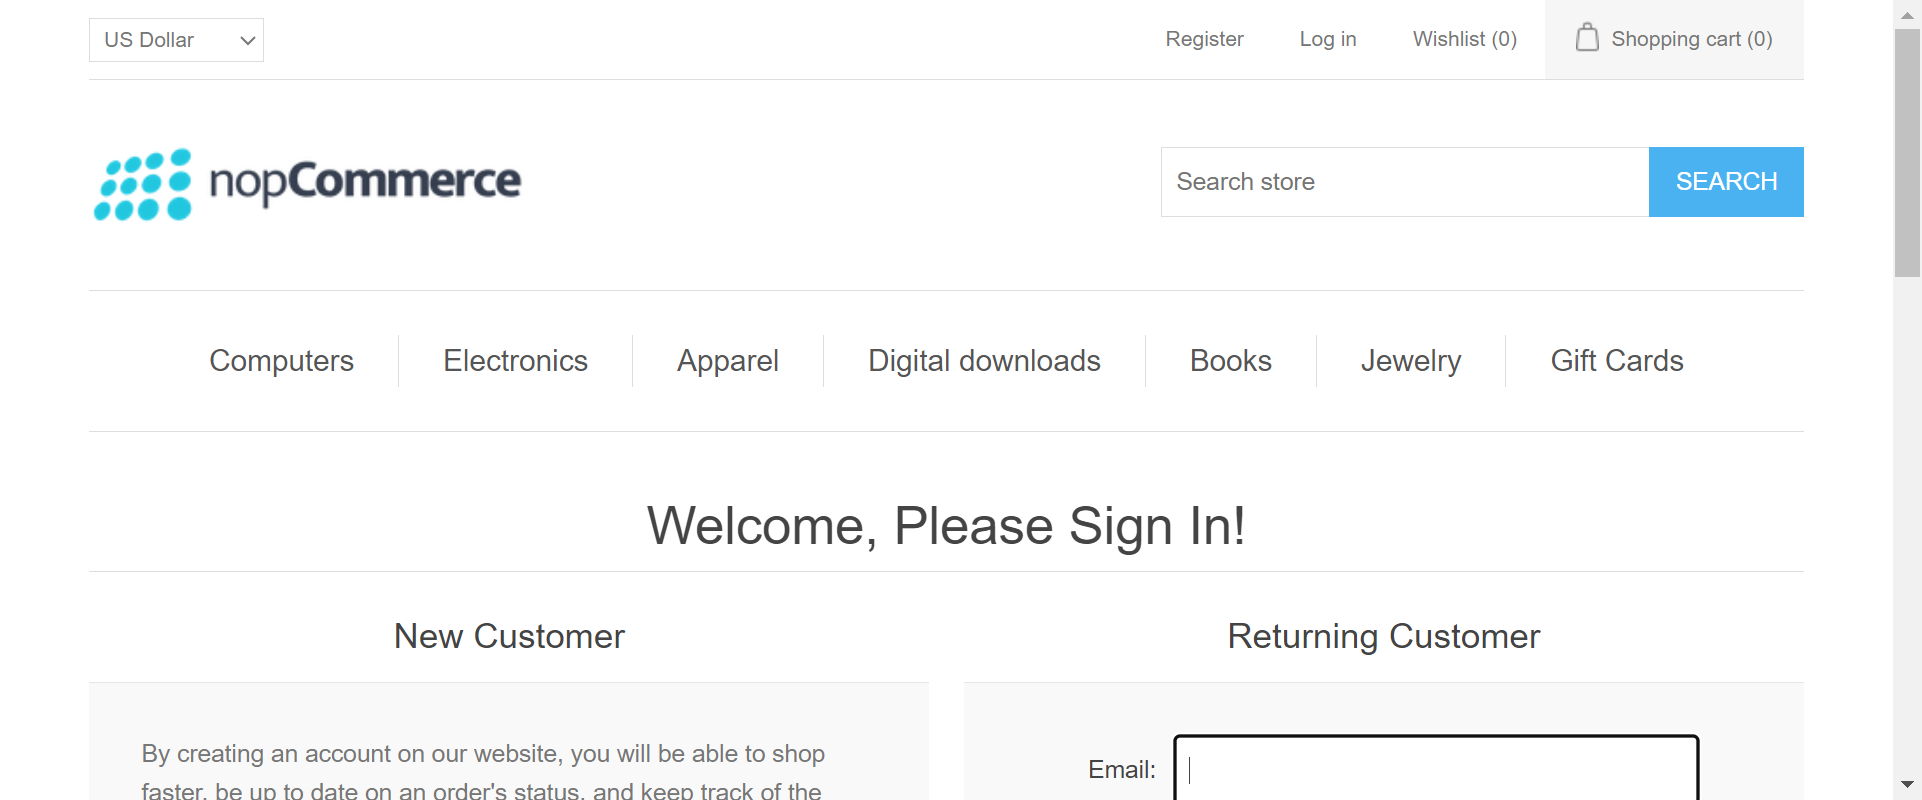 US Dollar
Register
Log in
Wishlist (0)
Shopping cart (0)
nopCommerce
Search store
SEARCH
Computers
Electronics
Apparel
Digital downloads
Books
Jewelry
Gift Cards
Welcome, Please Sign In!
New Customer
By creating an account on our website, you will be able to shop
faster, be up to date on an order's status, and keep track of the
Returning Customer
Email: